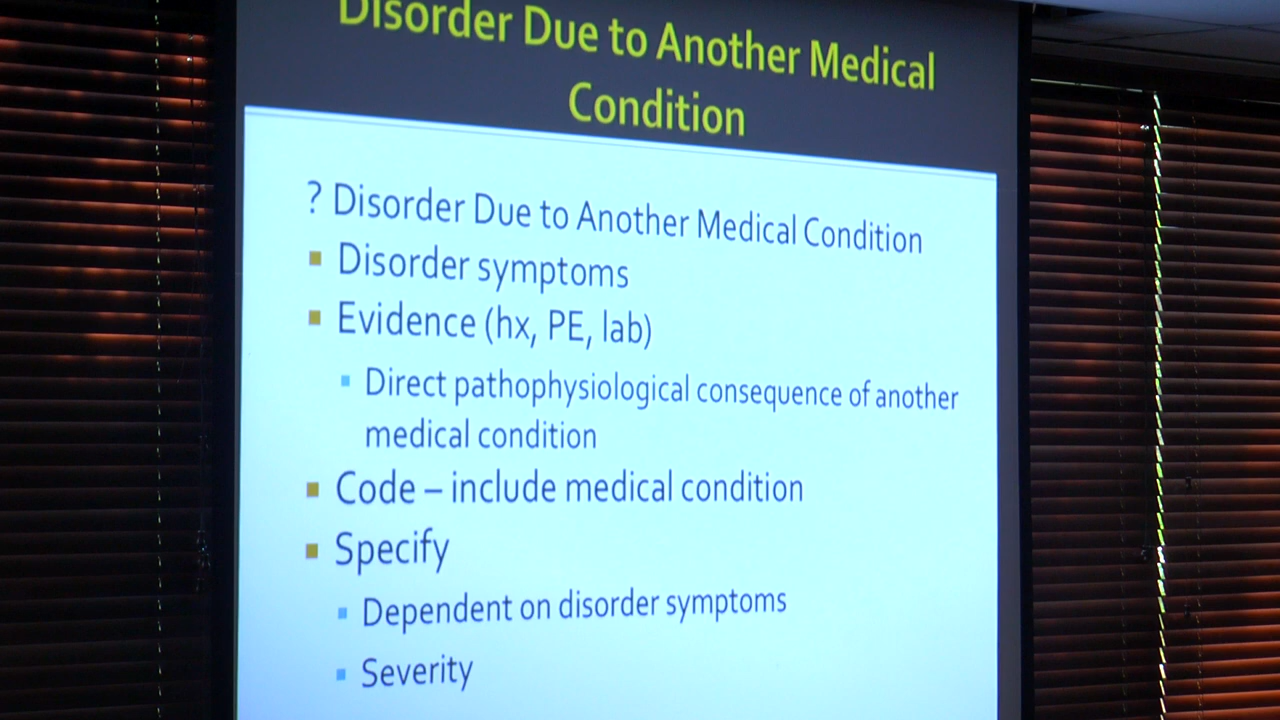 Disorder Due to Another Medical
Condition
? Disorder Due to Another Medical Condition
Disorder symptoms
Evidence (hx, PE, lab)
Direct pathophysiological consequence of another
medical condition
Code – include medical condition
Specify
Dependent on disorder symptoms
Severity